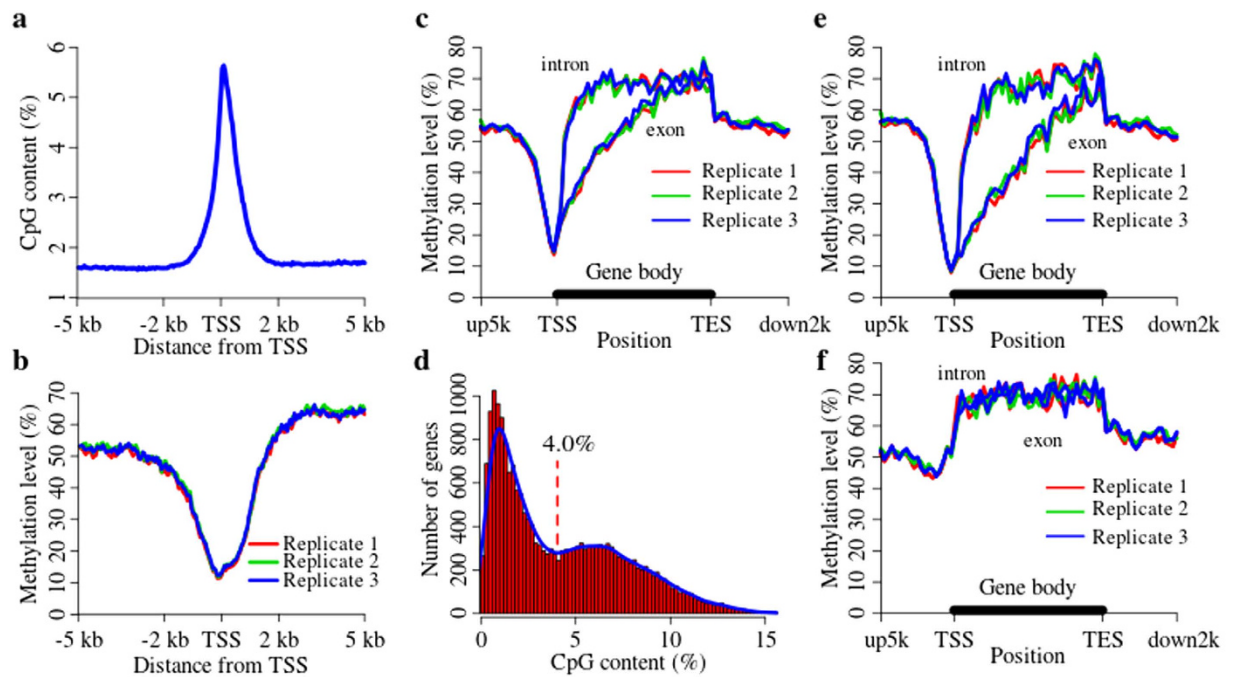 a
CpG content (%)
6
5
4
3
2
1
-5 kb -2 kb TSS 2 kb 5 kb
Distance from TSS
b
Methylation level (%)
70
60
50
40
30
20
10
0
Replicate 1
Replicate 2
Replicate 3
-5 kb -2 kb TSS 2 kb 5 kb
Distance from TSS
c
Methylation level (%)
80
70
60
50
40
30
20
10
0
intron
exon
Replicate 1
Replicate 2
Replicate 3
Gene body
up5k TSS TES down2k
Position
d
Number of genes
1000
800
600
400
200
0
4.0%
0 5 10 15
CpG content (%)
e
Methylation level (%)
80
70
60
50
40
30
20
10
0
intron
exon
Replicate 1
Replicate 2
Replicate 3
Gene body
up5k TSS TES down2k
Position
f
Methylation level (%)
80
70
60
50
40
30
20
10
0
intron
exon
Replicate 1
Replicate 2
Replicate 3
Gene body
up5k TSS TES down2k
Position